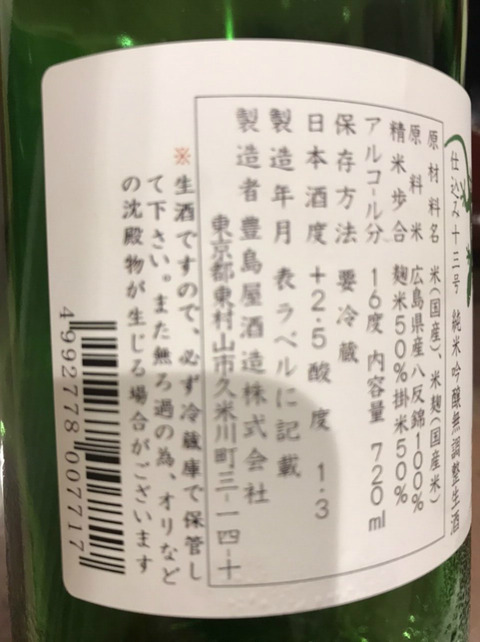 仕込み十三号 純米吟醸無調整生酒
原材料名 米(国産)、米麹(国産米)
原料米 広島県産八反錦100%
精米歩合 麹米50%掛米50%
アルコール分 16度 内容量 720ml
保存方法 要冷蔵
日本酒度 +2.5 酸度 1.3
製造年月 表ラベルに記載
製造者 豊島屋酒造株式会社
東京都東村山市久米川町三-一四-十
※生酒ですので、必ず冷蔵庫で保管し
て下さい。また無ろ過の為、オリなど
の沈殿物が生じる場合がございます
4992778007717